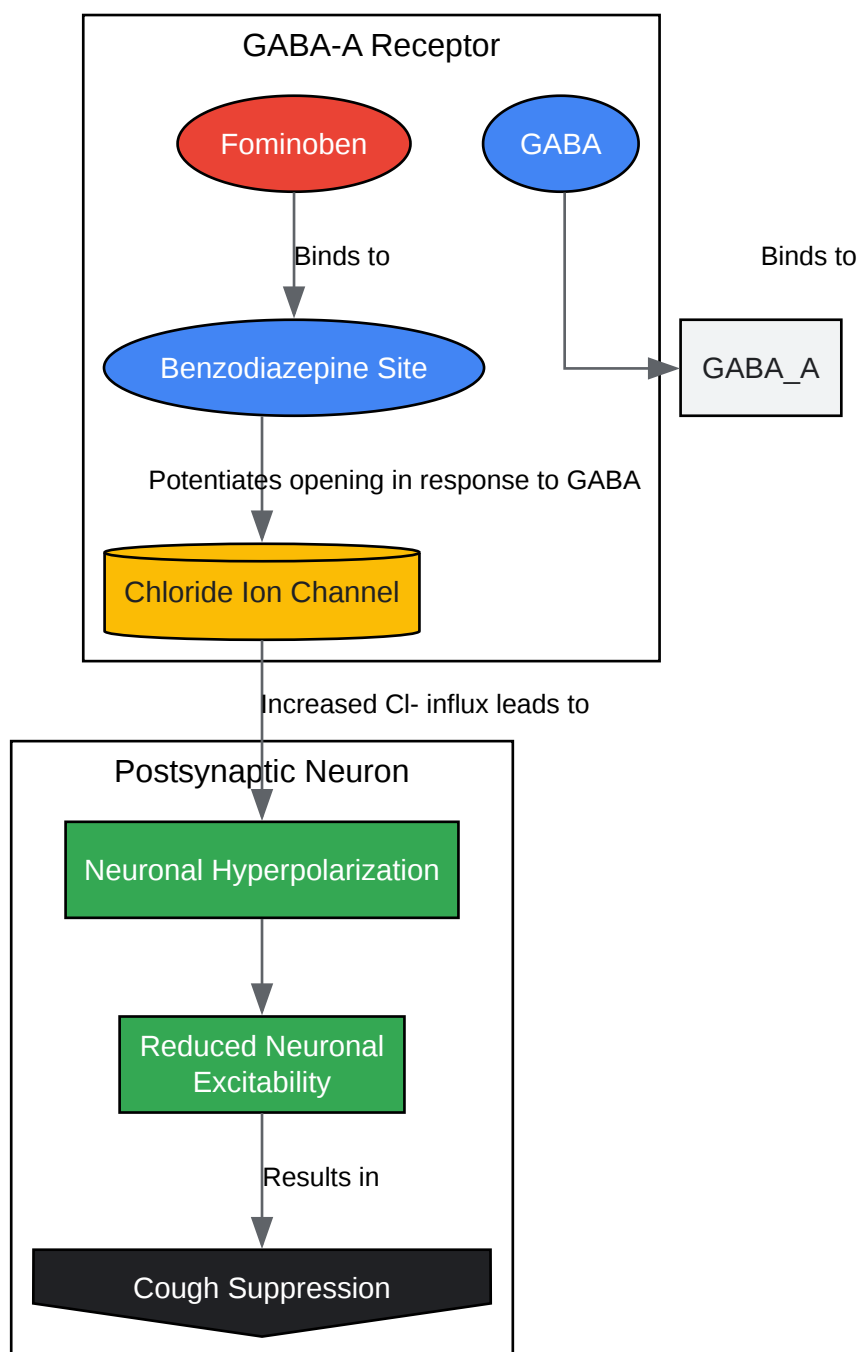 GABA-A Receptor
Fominoben
GABA
Binds to
Binds to
Benzodiazepine Site
GABA_A
Potentiates opening in response to GABA
Chloride Ion Channel
Increased Cl- influx leads to
Postsynaptic Neuron
Neuronal Hyperpolarization
Reduced Neuronal
Excitability
Results in
Cough Suppression